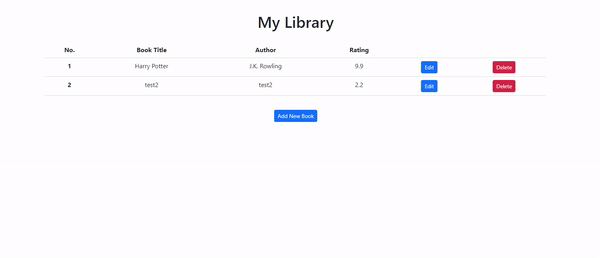 My Library
No. Book Title Author Rating
1 Harry Potter J.K. Rowling 9.9 Edit Delete
2 test2 test2 2.2 Edit Delete
Add New Book